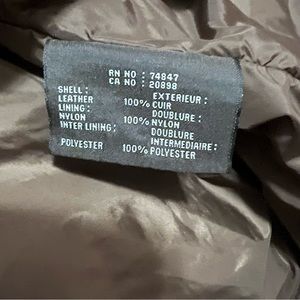 RN NO : 74847
CA NO : 20898
SHELL : EXTERIEUR :
LEATHER 100% CUIR
LINING : DOUBLURE :
NYLON 100% NYLON
INTER LINING : DOUBLURE
INTERMEDIAIRE :
POLYESTER 100% POLYESTER